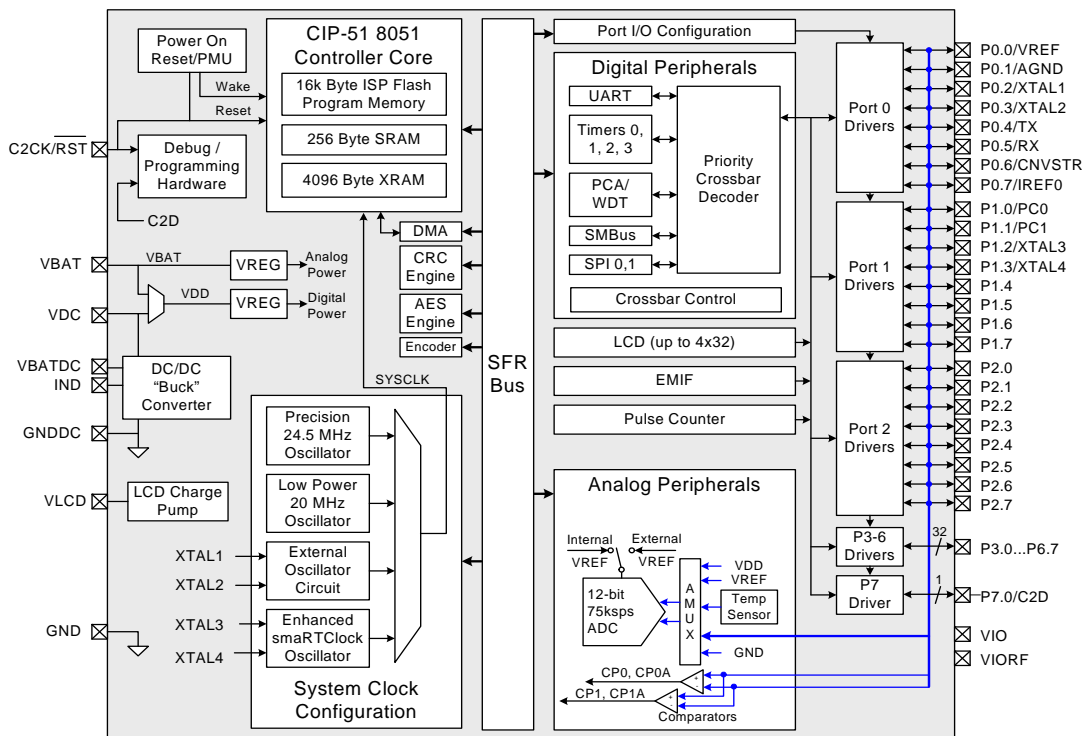 Power On
Reset/PMU
Wake
Reset
C2CK/RST
Debug /
Programming
Hardware
C2D
VBAT
VBAT
VREG
Analog
Power
VDD
VREG
Digital
Power
VDC
VBATDC
IND
DC/DC
“Buck”
Converter
GNDDC
VLCD
LCD Charge
Pump
XTAL1
XTAL2
XTAL3
XTAL4
GND
CIP-51 8051
Controller Core
16k Byte ISP Flash
Program Memory
256 Byte SRAM
4096 Byte XRAM
DMA
CRC
Engine
AES
Engine
Encoder
SYSCLK
Precision
24.5 MHz
Oscillator
Low Power
20 MHz
Oscillator
External
Oscillator
Circuit
Enhanced
smaRTClock
Oscillator
System Clock
Configuration
SFR
Bus
Port I/O Configuration
Digital Peripherals
UART
Timers 0,
1, 2, 3
PCA/
WDT
SMBus
SPI 0,1
Priority
Crossbar
Decoder
Crossbar Control
LCD (up to 4x32)
EMIF
Pulse Counter
Analog Peripherals
Internal
VREF
External
VREF
12-bit
75ksps
ADC
A
M
U
X
VDD
VREF
Temp
Sensor
GND
CP0, CP0A
+
-
CP1, CP1A
+
-
Comparators
Port 0
Drivers
Port 1
Drivers
Port 2
Drivers
P3-6
Drivers
P7
Driver
32
1
P0.0/VREF
P0.1/AGND
P0.2/XTAL1
P0.3/XTAL2
P0.4/TX
P0.5/RX
P0.6/CNVSTR
P0.7/IREF0
P1.0/PC0
P1.1/PC1
P1.2/XTAL3
P1.3/XTAL4
P1.4
P1.5
P1.6
P1.7
P2.0
P2.1
P2.2
P2.3
P2.4
P2.5
P2.6
P2.7
P3.0...P6.7
P7.0/C2D
VIO
VIORF